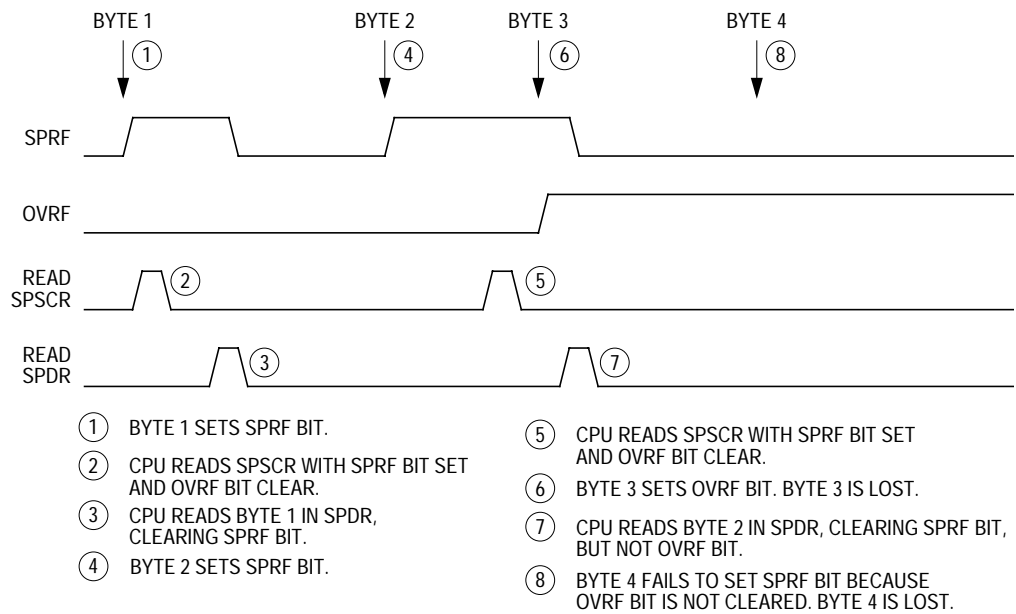 BYTE 1 BYTE 2 BYTE 3 BYTE 4
1 4 6 8
SPRF
OVRF
READ
SPSCR
2
5
READ
SPDR
3
7
1 BYTE 1 SETS SPRF BIT.
2 CPU READS SPSCR WITH SPRF BIT SET
AND OVRF BIT CLEAR.
3 CPU READS BYTE 1 IN SPDR,
CLEARING SPRF BIT.
4 BYTE 2 SETS SPRF BIT.
5 CPU READS SPSCR WITH SPRF BIT SET
AND OVRF BIT CLEAR.
6 BYTE 3 SETS OVRF BIT. BYTE 3 IS LOST.
7 CPU READS BYTE 2 IN SPDR, CLEARING SPRF BIT,
BUT NOT OVRF BIT.
8 BYTE 4 FAILS TO SET SPRF BIT BECAUSE
OVRF BIT IS NOT CLEARED. BYTE 4 IS LOST.